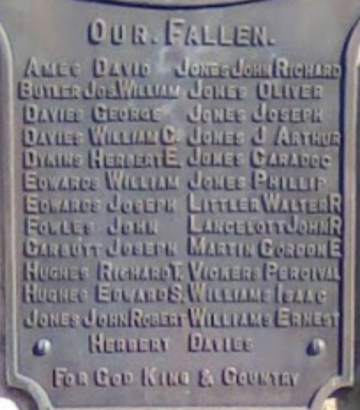 OUR. FALLEN.
AMES DAVID JONES JOHN RICHARD
BUTLER JOS. WILLIAM JONES OLIVER
DAVIES GEORGE JONES JOSEPH
DAVIES WILLIAM C. JONES J ARTHUR
DYKINS HERBERT E. JONES CARADOC
EDWARDS WILLIAM JONES PHILLIP
EDWARDS JOSEPH LITTLER WALTER R
FOWLES JOHN LANCELOTT JOHN R
GARBUTT JOSEPH MARTIN GORDON E
HUGHES RICHARD T. VICKERS PERCIVAL
HUGHES EDWARD S. WILLIAMS ISAAC
JONES JOHN ROBERT WILLIAMS ERNEST
HERBERT DAVIES
FOR GOD KING & COUNTRY